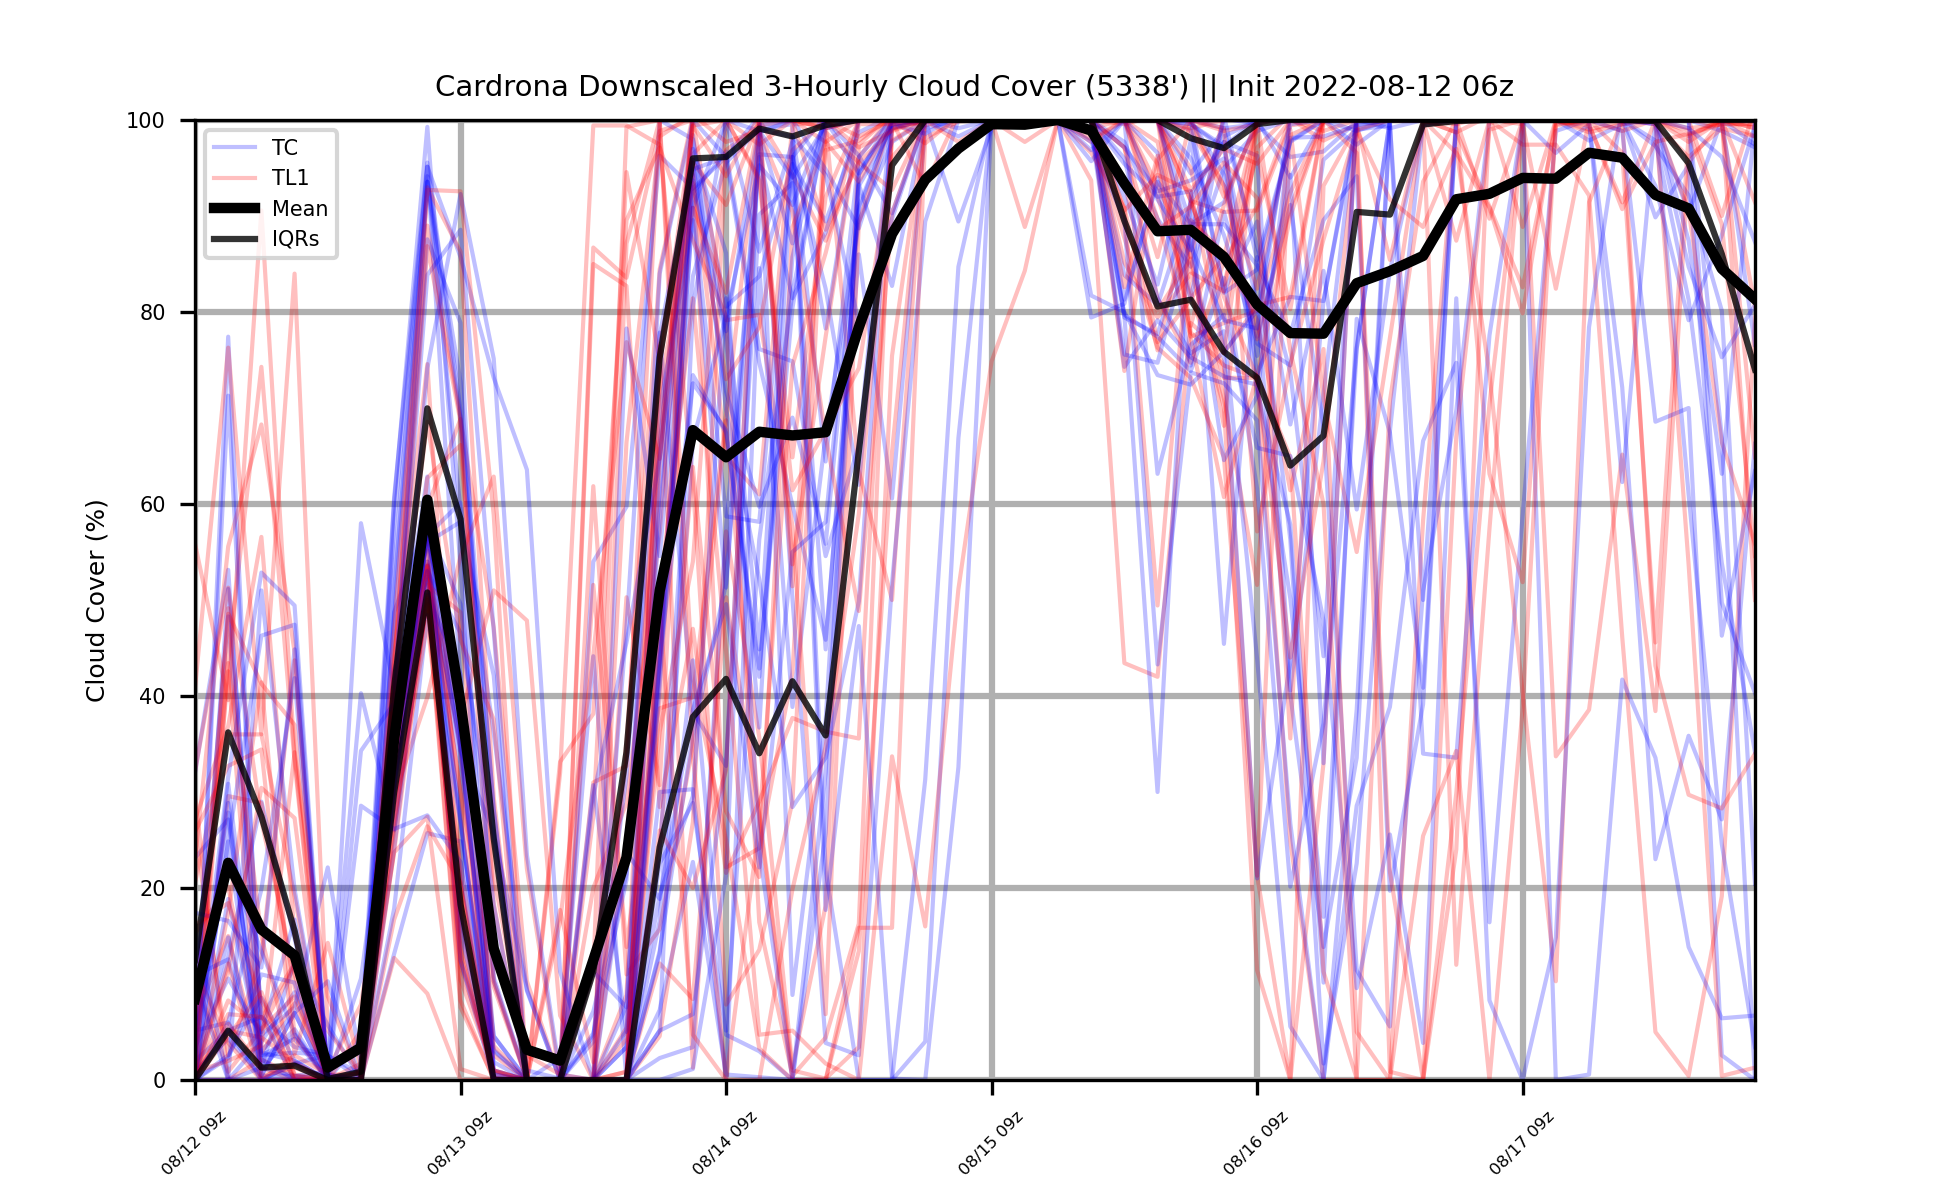 Cardrona Downscaled 3-Hourly Cloud Cover (5338') || Init 2022-08-12 06z
Cloud Cover (%)
100
80
60
40
20
0
TC
TL1
Mean
IQRs
08/12 09z
08/13 09z
08/14 09z
08/15 09z
08/16 09z
08/17 09z